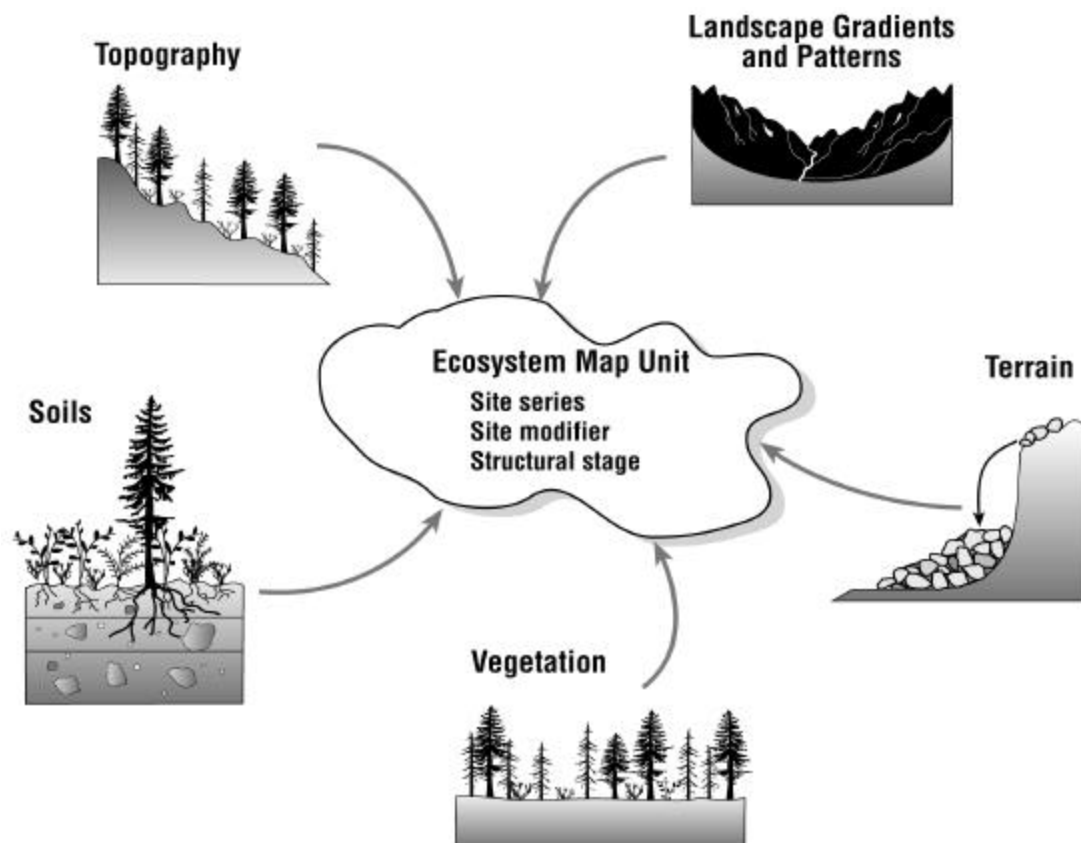 Topography
Landscape Gradients
and Patterns
Ecosystem Map Unit
Site series
Site modifier
Structural stage
Terrain
Soils
Vegetation